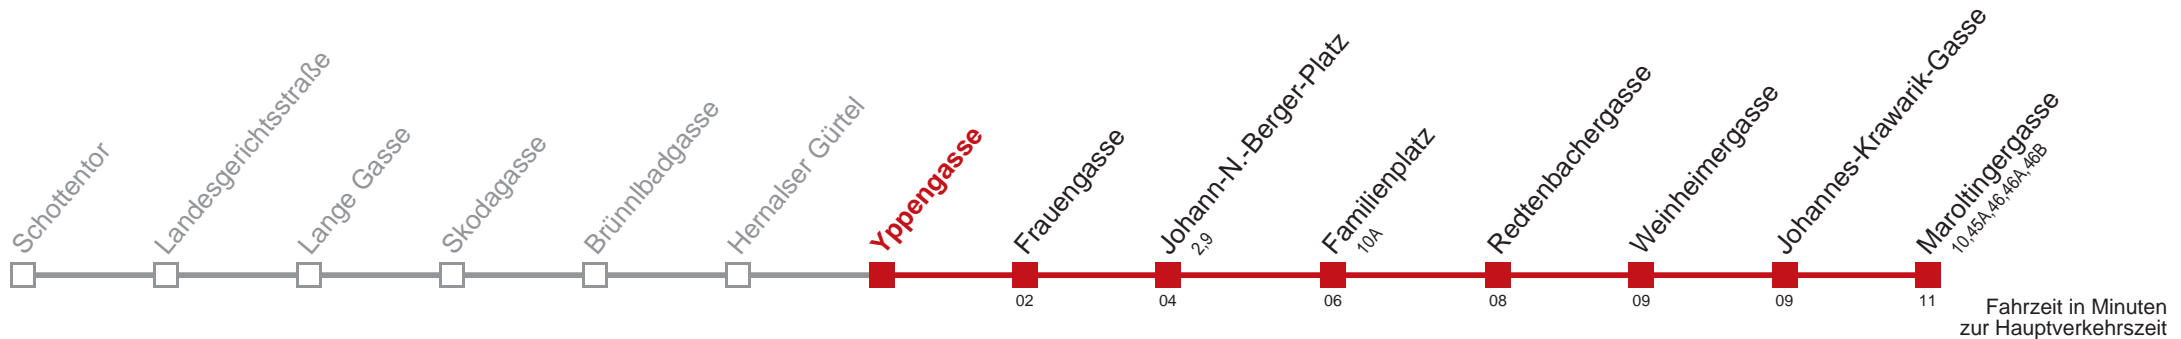 Schottentor
Landesgerichtsstraße
Lange Gasse
Skodagasse
Brünnlbadgasse
Hernalser Gürtel
Yppengasse
Frauengasse
Johann-N.-Berger-Platz
2,9
Familienplatz
10A
Redtenbachergasse
Weinheimergasse
Johannes-Krawarik-Gasse
Maroltingergasse
10,45A,46,46A,46B
02
04
06
08
09
09
11
Fahrzeit in Minuten
zur Hauptverkehrszeit